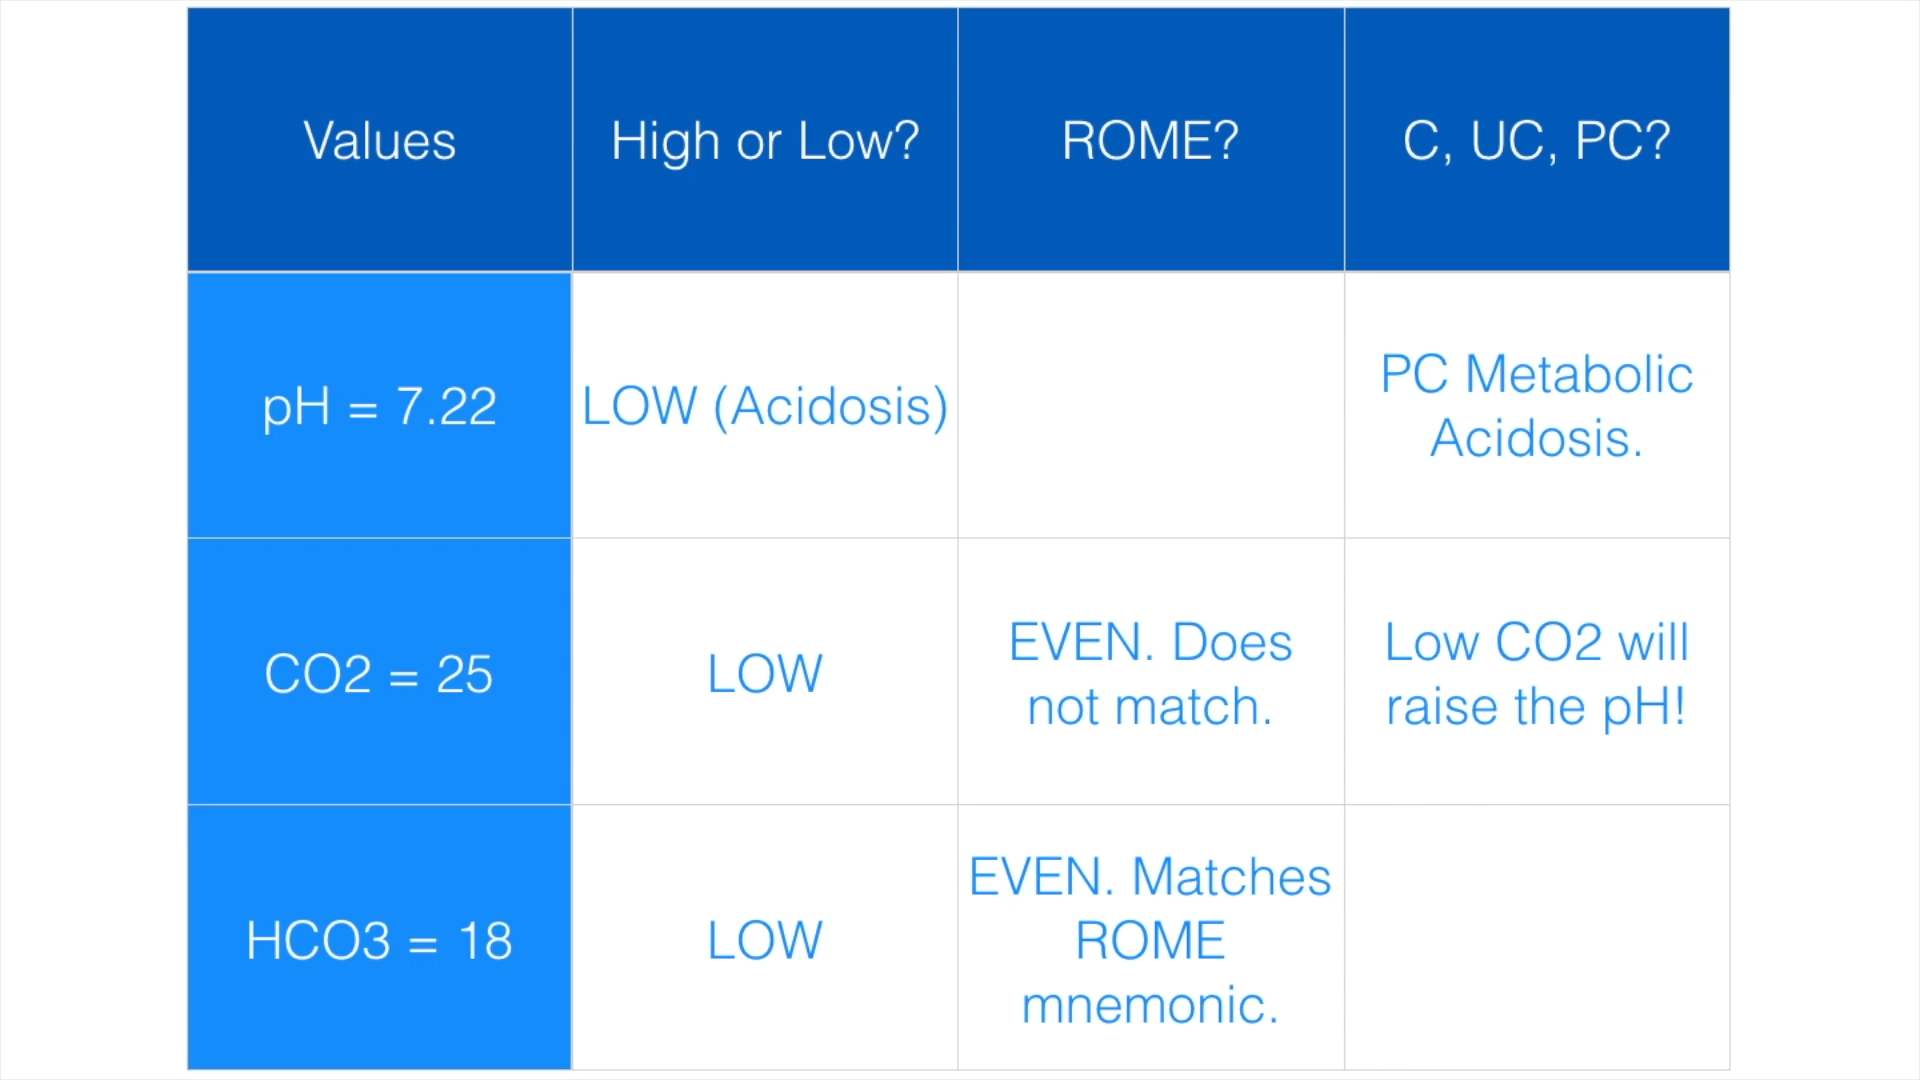 Values
High or Low?
ROME?
C, UC, PC?
pH = 7.22
LOW (Acidosis)
PC Metabolic
Acidosis.
CO2 = 25
LOW
EVEN. Does
not match.
Low CO2 will
raise the pH!
HCO3 = 18
LOW
EVEN. Matches
ROME
mnemonic.